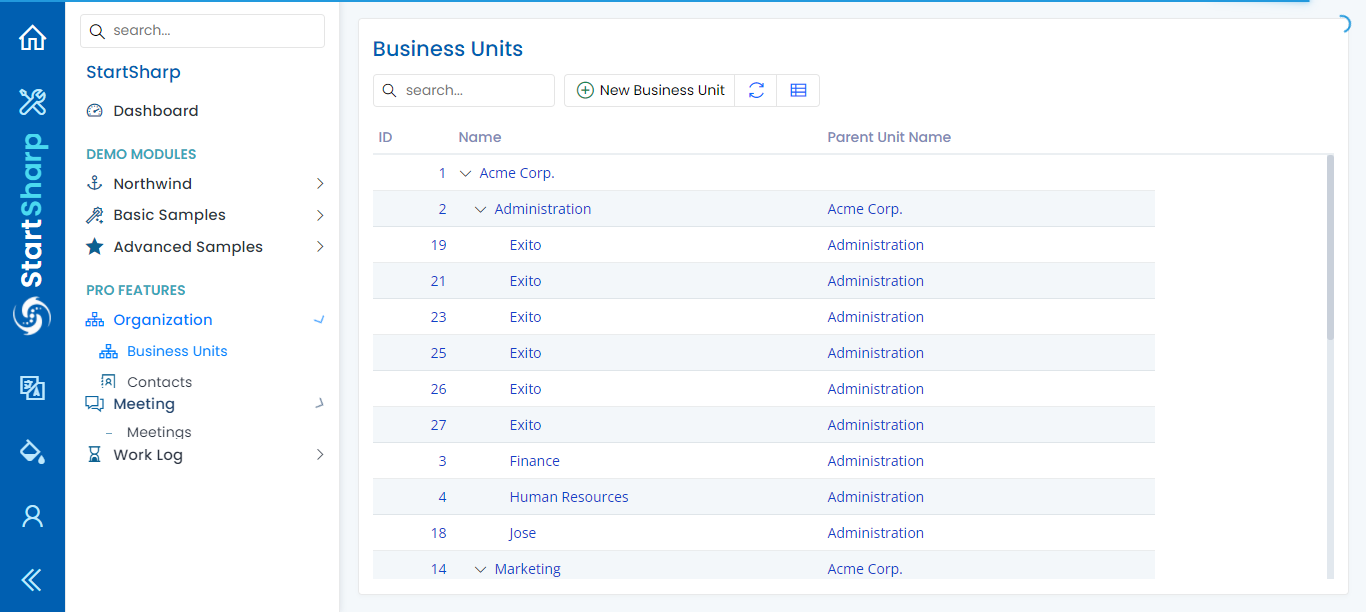 StartSharp
search...
StartSharp
Dashboard
DEMO MODULES
Northwind
Basic Samples
Advanced Samples
PRO FEATURES
Organization
Business Units
Contacts
Meeting
Meetings
Work Log
Business Units
search...
New Business Unit
ID Name Parent Unit Name
1 Acme Corp.
2 Administration Acme Corp.
19 Exito Administration
21 Exito Administration
23 Exito Administration
25 Exito Administration
26 Exito Administration
27 Exito Administration
3 Finance Administration
4 Human Resources Administration
18 Jose Administration
14 Marketing Acme Corp.